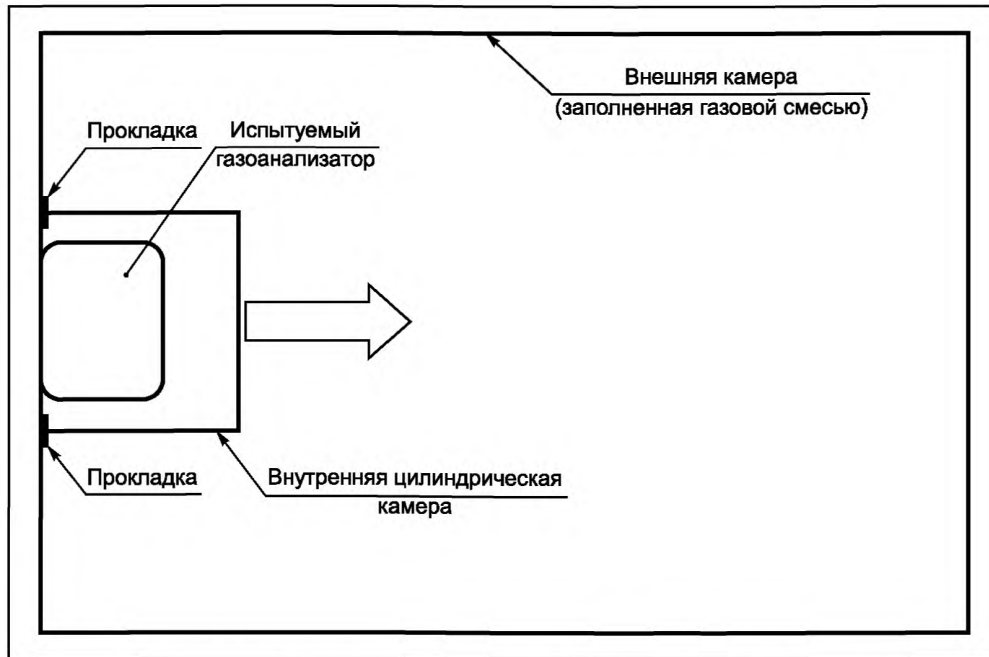 Внешняя камера
(заполненная газовой смесью)
Прокладка
Испытуемый
газоанализатор
Прокладка
Внутренняя цилиндрическая
камера